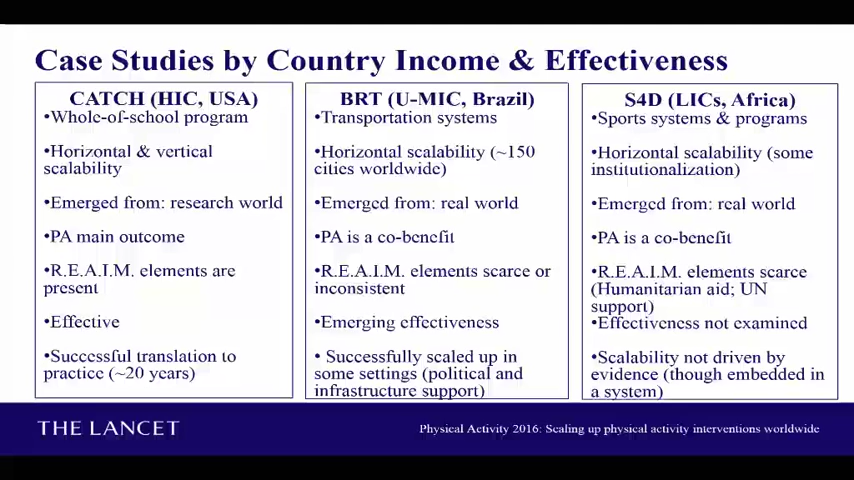 Case Studies by Country Income & Effectiveness
CATCH (HIC, USA)
•Whole-of-school program
•Horizontal & vertical
scalability
•Emerged from: research world
•PA main outcome
•R.E.A.I.M. elements are
present
•Effective
•Successful translation to
practice (~20 years)
BRT (U-MIC, Brazil)
•Transportation systems
•Horizontal scalability (~150
cities worldwide)
•Emerged from: real world
•PA is a co-benefit
•R.E.A.I.M. elements scarce or
inconsistent
•Emerging effectiveness
• Successfully scaled up in
some settings (political and
infrastructure support)
S4D (LICs, Africa)
•Sports systems & programs
•Horizontal scalability (some
institutionalization)
•Emerged from: real world
•PA is a co-benefit
•R.E.A.I.M. elements scarce
(Humanitarian aid; UN
support)
•Effectiveness not examined
•Scalability not driven by
evidence (though embedded in
a system)
THE LANCET
Physical Activity 2016: Scaling up physical activity interventions worldwide